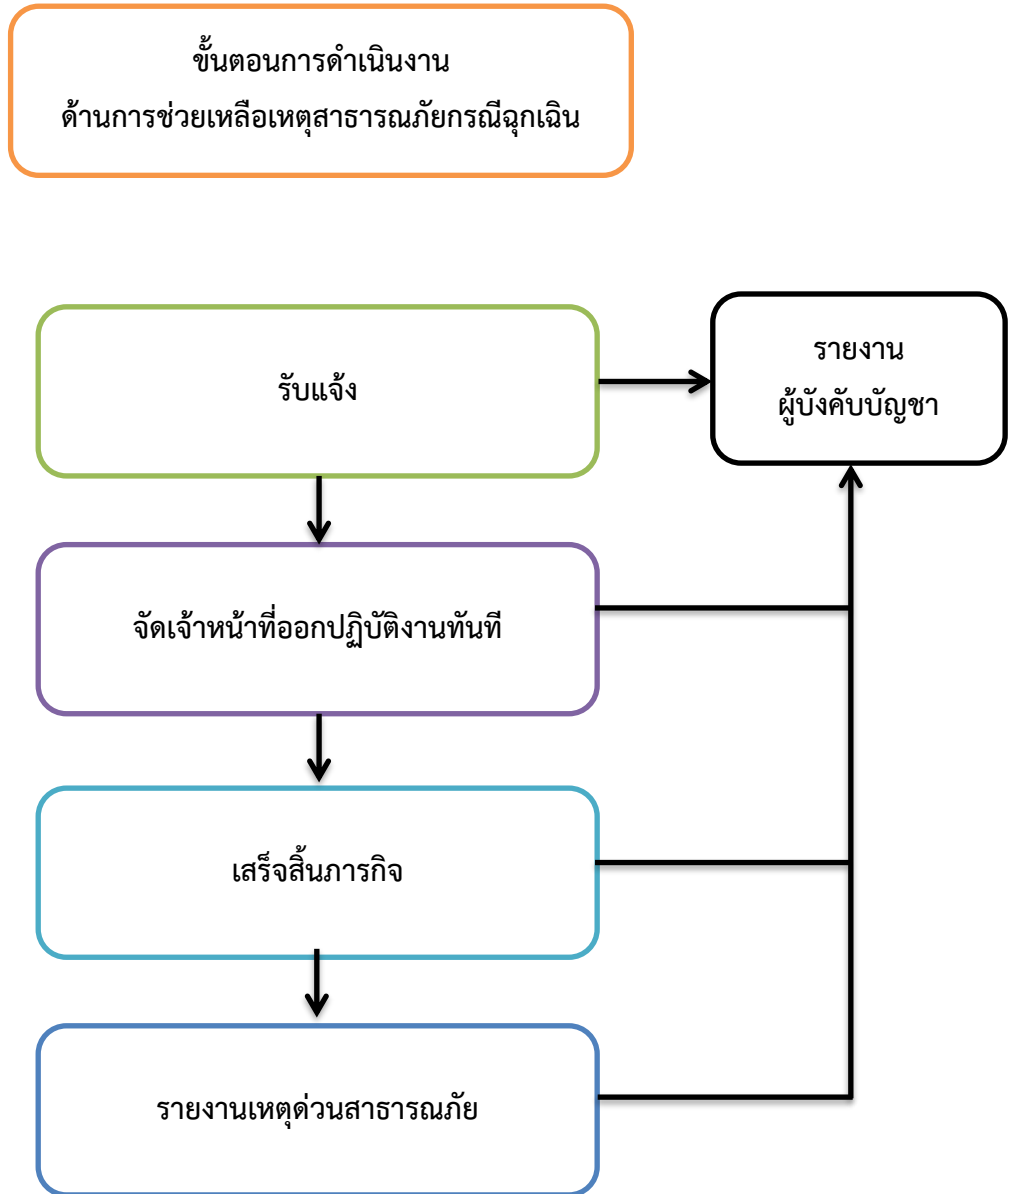 ขั้นตอนการดำเนินงาน
ด้านการช่วยเหลือเหตุสาธารณภัยกรณีฉุกเฉิน
รับแจ้ง
รายงาน
ผู้บังคับบัญชา
จัดเจ้าหน้าที่ออกปฏิบัติงานทันที
เสร็จสิ้นภารกิจ
รายงานเหตุด่วนสาธารณภัย